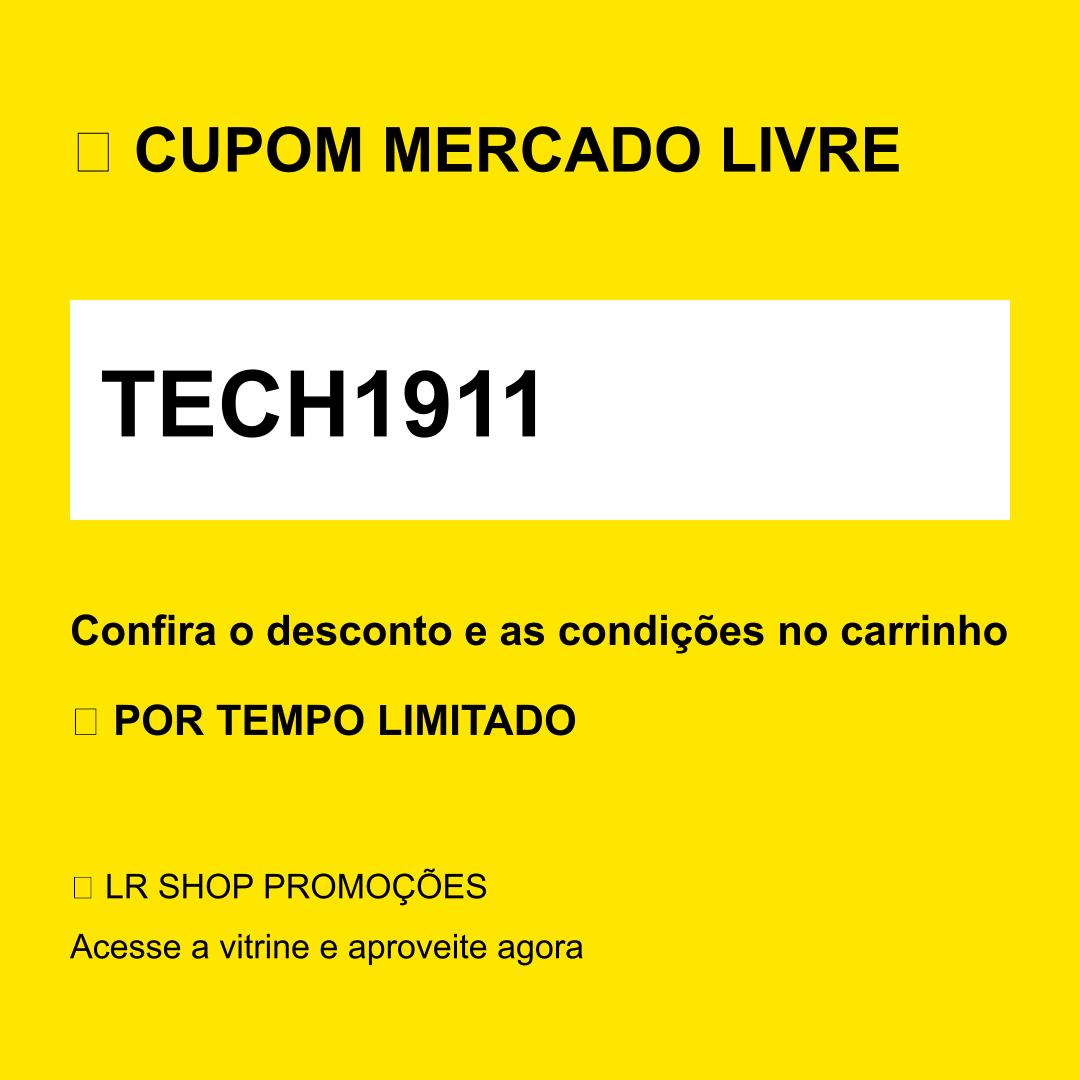 CUPOM MERCADO LIVRE
TECH1911
Confira o desconto e as condições no carrinho
POR TEMPO LIMITADO
LR SHOP PROMOÇÕES
Acesse a vitrine e aproveite agora